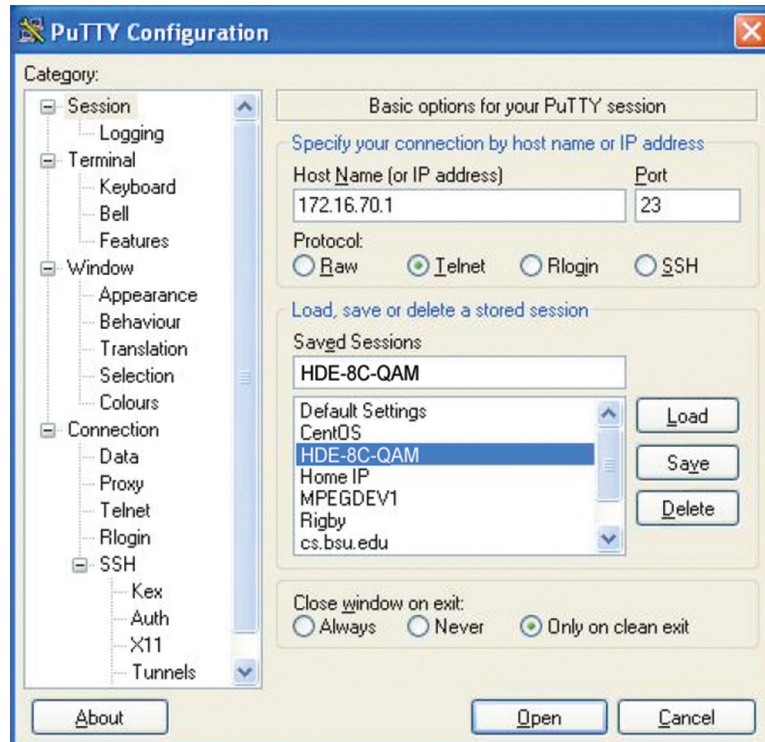 PuTTY Configuration
Category:
Session
Logging
Terminal
Keyboard
Bell
Features
Window
Appearance
Behaviour
Translation
Selection
Colours
Connection
Data
Proxy
Telnet
Rlogin
SSH
Kex
Auth
X11
Tunnels
Basic options for your PuTTY session
Specify your connection by host name or IP address
Host Name (or IP address) Port
172.16.70.1 23
Protocol:
Raw Telnet Rlogin SSH
Load, save or delete a stored session
Saved Sessions
HDE-8C-QAM
Default Settings
CentOS
HDE-8C-QAM
Home IP
MPEGDEV1
Rigby
cs.bsu.edu
Load
Save
Delete
Close window on exit:
Always Never Only on clean exit
About Open Cancel